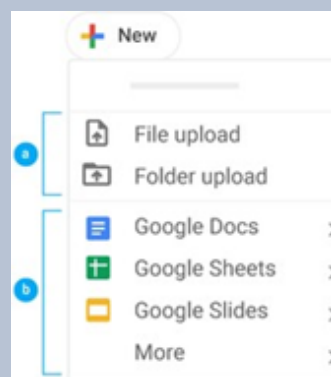 New
a
File upload
Folder upload
b
Google Docs
Google Sheets
Google Slides
More